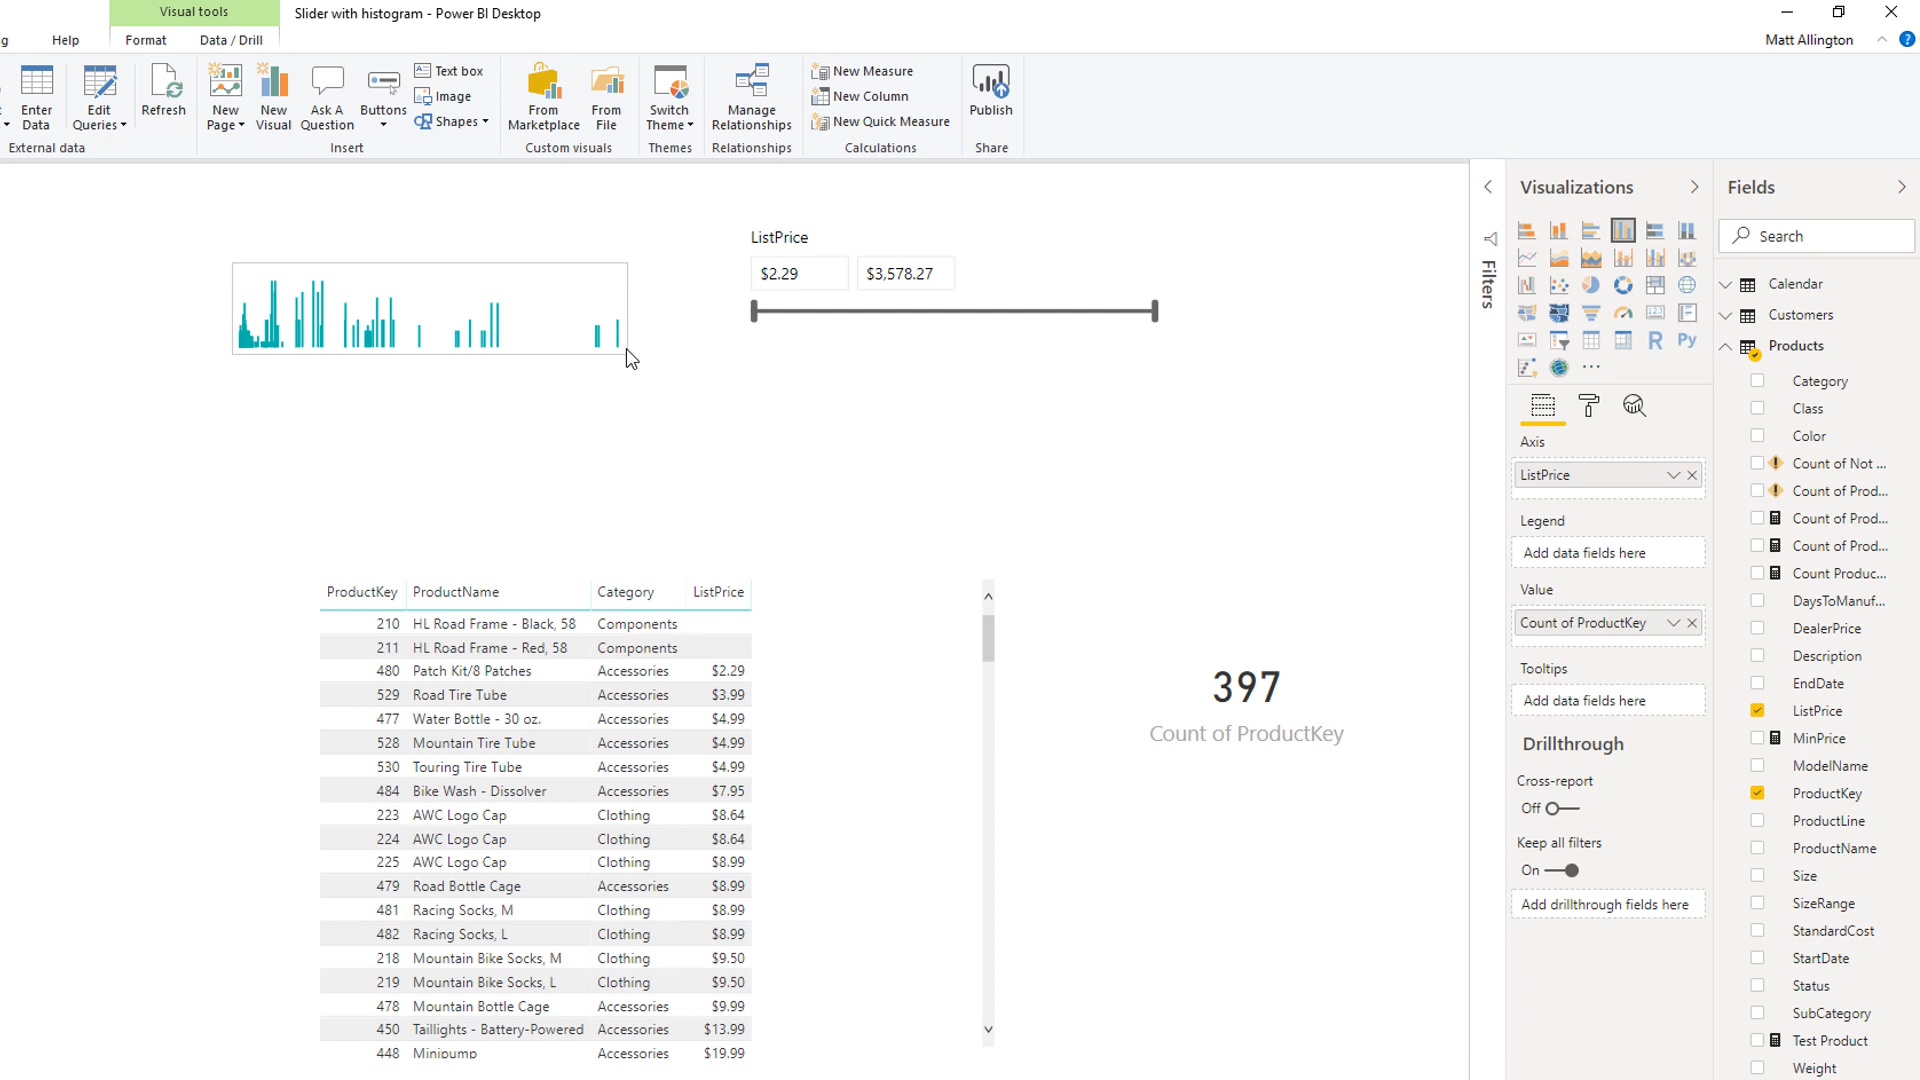 Visual tools
Slider with histogram - Power BI Desktop
g
Help
Format
Data / Drill
Matt Allington
?
Enter Data
Edit Queries
Refresh
External data
New Page
New Visual
Ask A Question
Buttons
Text box
Image
Shapes
Insert
From Marketplace
From File
Custom visuals
Switch Theme
Themes
Manage Relationships
Relationships
New Measure
New Column
New Quick Measure
Calculations
Publish
Share
ListPrice
$2.29
$3,578.27
ProductKey ProductName Category ListPrice
210 HL Road Frame - Black, 58 Components
211 HL Road Frame - Red, 58 Components
480 Patch Kit/8 Patches Accessories $2.29
529 Road Tire Tube Accessories $3.99
477 Water Bottle - 30 oz. Accessories $4.99
528 Mountain Tire Tube Accessories $4.99
530 Touring Tire Tube Accessories $4.99
484 Bike Wash - Dissolver Accessories $7.95
223 AWC Logo Cap Clothing $8.64
224 AWC Logo Cap Clothing $8.64
225 AWC Logo Cap Clothing $8.99
479 Road Bottle Cage Accessories $8.99
481 Racing Socks, M Clothing $8.99
482 Racing Socks, L Clothing $8.99
218 Mountain Bike Socks, M Clothing $9.50
219 Mountain Bike Socks, L Clothing $9.50
478 Mountain Bottle Cage Accessories $9.99
450 Taillights - Battery-Powered Accessories $13.99
448 Minipump Accessories $19.99
397
Count of ProductKey
Filters
Visualizations
R
Py
Axis
ListPrice
Legend
Add data fields here
Value
Count of ProductKey
Tooltips
Add data fields here
Drillthrough
Cross-report
Off
Keep all filters
On
Add drillthrough fields here
Fields
Search
Calendar
Customers
Products
Category
Class
Color
Count of Not ...
Count of Prod...
Count of Prod...
Count of Prod...
Count Produc...
DaysToManuf...
DealerPrice
Description
EndDate
ListPrice
MinPrice
ModelName
ProductKey
ProductLine
ProductName
Size
SizeRange
StandardCost
StartDate
Status
SubCategory
Test Product
Weight